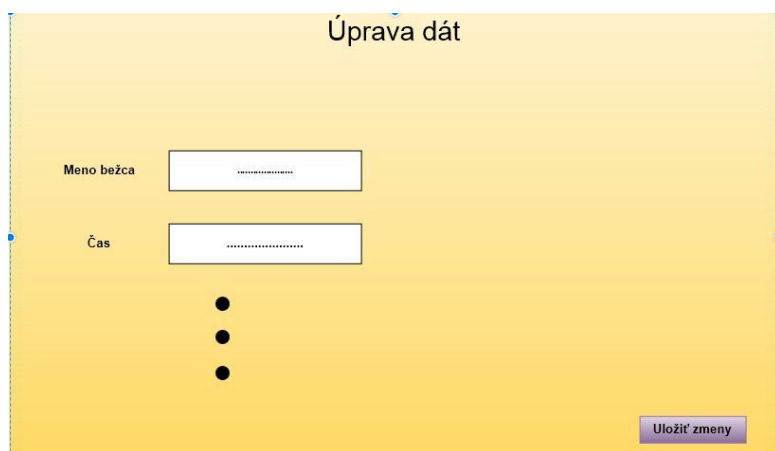 Úprava dát
Meno bežca
...................
Čas
......................
Uložiť zmeny